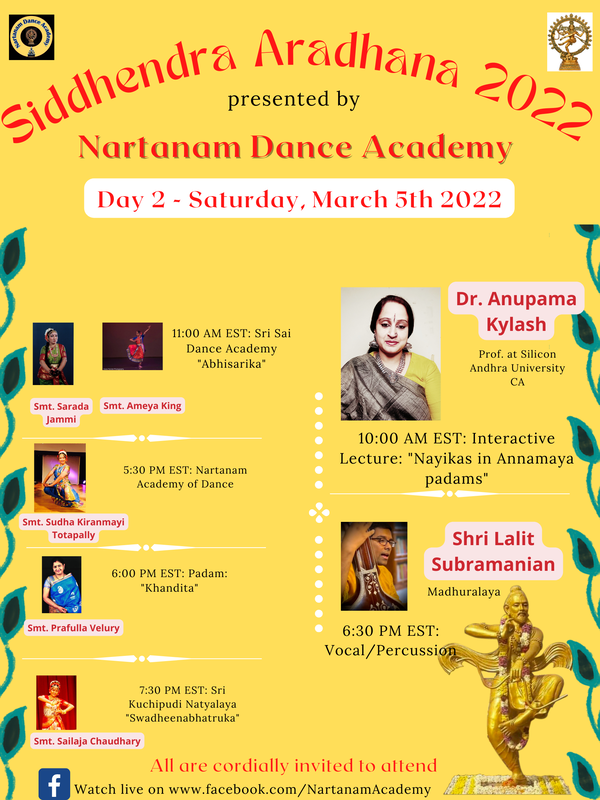 Nartanam Dance Academy
Siddhendra Aradhana 2022
presented by
Nartanam Dance Academy
Day 2 - Saturday, March 5th 2022
11:00 AM EST: Sri Sai
Dance Academy
"Abhisarika"
Smt. Sarada
Jammi
Smt. Ameya King
5:30 PM EST: Nartanam
Academy of Dance
Smt. Sudha Kiranmayi
Totapally
6:00 PM EST: Padam:
"Khandita"
Smt. Prafulla Velury
7:30 PM EST: Sri
Kuchipudi Natyalaya
"Swadheenabhatruka"
Smt. Sailaja Chaudhary
Dr. Anupama
Kylash
Prof. at Silicon
Andhra University
CA
10:00 AM EST: Interactive
Lecture: "Nayikas in Annamaya
padams"
Shri Lalit
Subramanian
Madhuralaya
6:30 PM EST:
Vocal/Percussion
All are cordially invited to attend
f
Watch live on www.facebook.com/NartanamAcademy